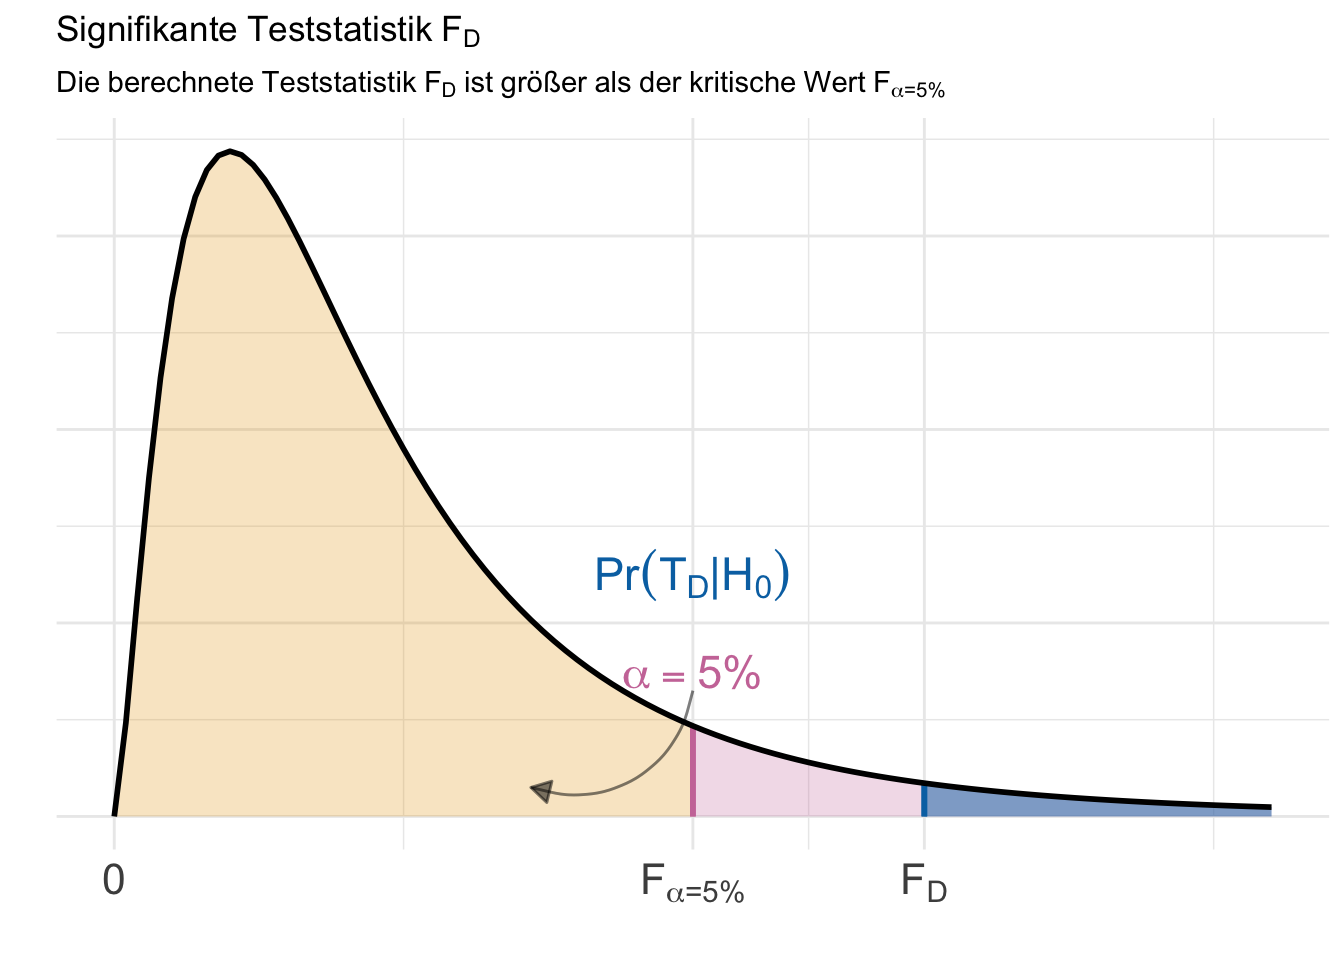 Signifikante Teststatistik F_D
Die berechnete Teststatistik F_D ist größer als der kritische Wert F_α=5%
Pr(T_D|H_0)
α = 5%
0 F_α=5% F_D